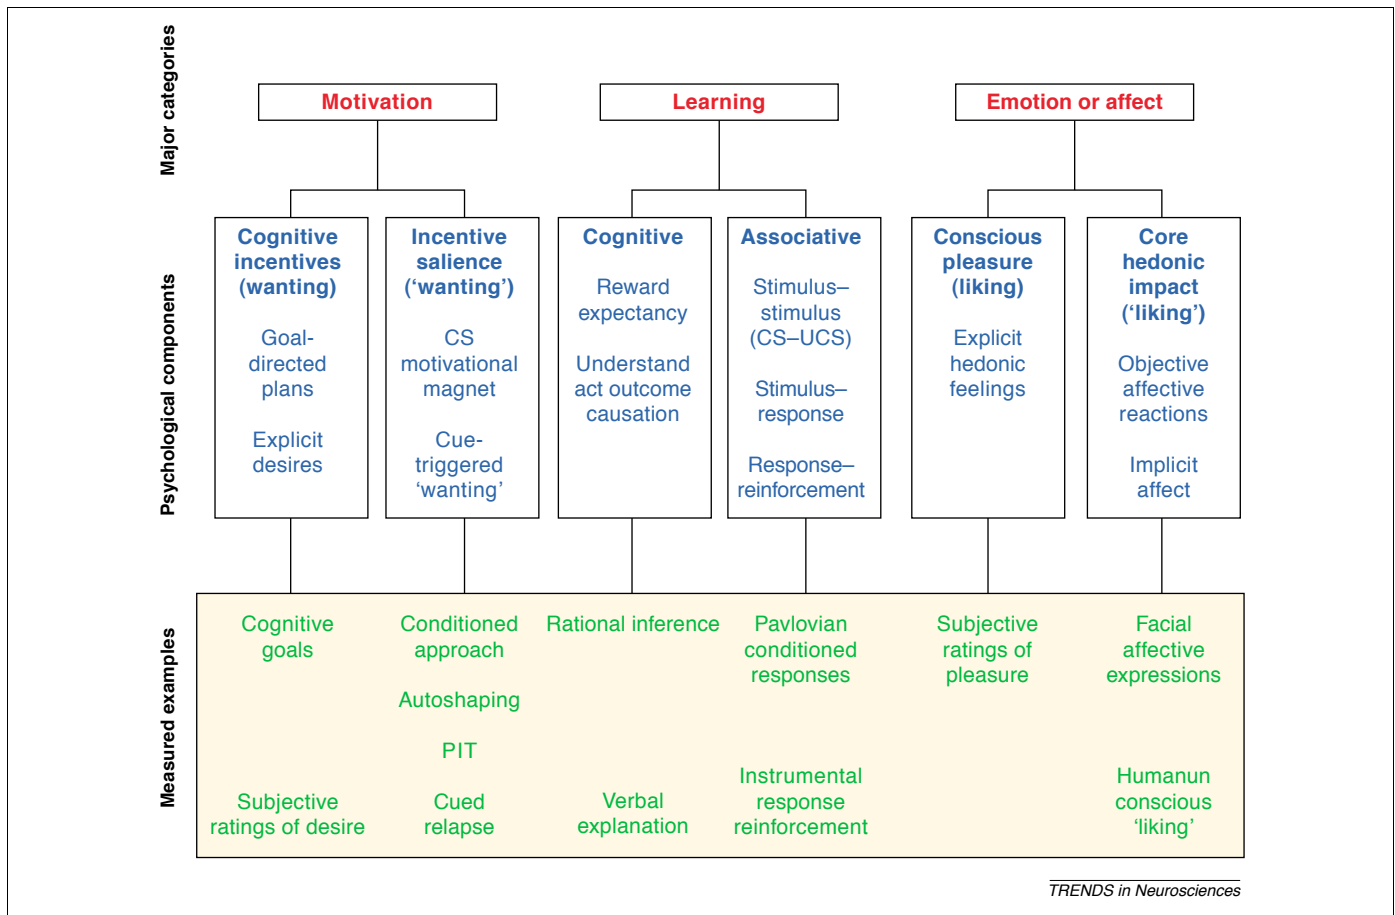 Major categories
Motivation
Learning
Emotion or affect
Psychological components
Cognitive
incentives
(wanting)
Goal-
directed
plans
Explicit
desires
Incentive
salience
(‘wanting’)
CS
motivational
magnet
Cue-
triggered
‘wanting’
Cognitive
Reward
expectancy
Understand
act outcome
causation
Associative
Stimulus–
stimulus
(CS–UCS)
Stimulus–
response
Response–
reinforcement
Conscious
pleasure
(liking)
Explicit
hedonic
feelings
Core
hedonic
impact
(‘liking’)
Objective
affective
reactions
Implicit
affect
Measured examples
Cognitive
goals
Subjective
ratings of desire
Conditioned
approach
Autoshaping
PIT
Cued
relapse
Rational inference
Verbal
explanation
Pavlovian
conditioned
responses
Instrumental
response
reinforcement
Subjective
ratings of
pleasure
Facial
affective
expressions
Humanun
conscious
‘liking’
TRENDS in Neurosciences